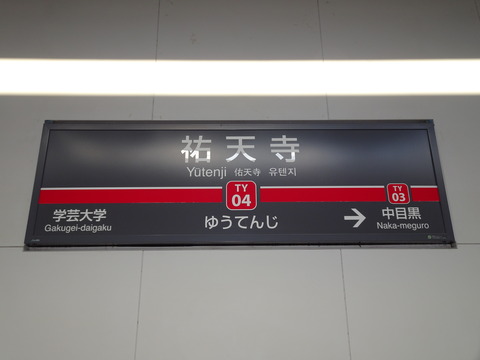 祐天寺
Yūtenji 佑天寺 유텐지
TY
04
TY
03
学芸大学
Gakugei-daigaku
ゆうてんじ
→ 中目黒
Naka-meguro